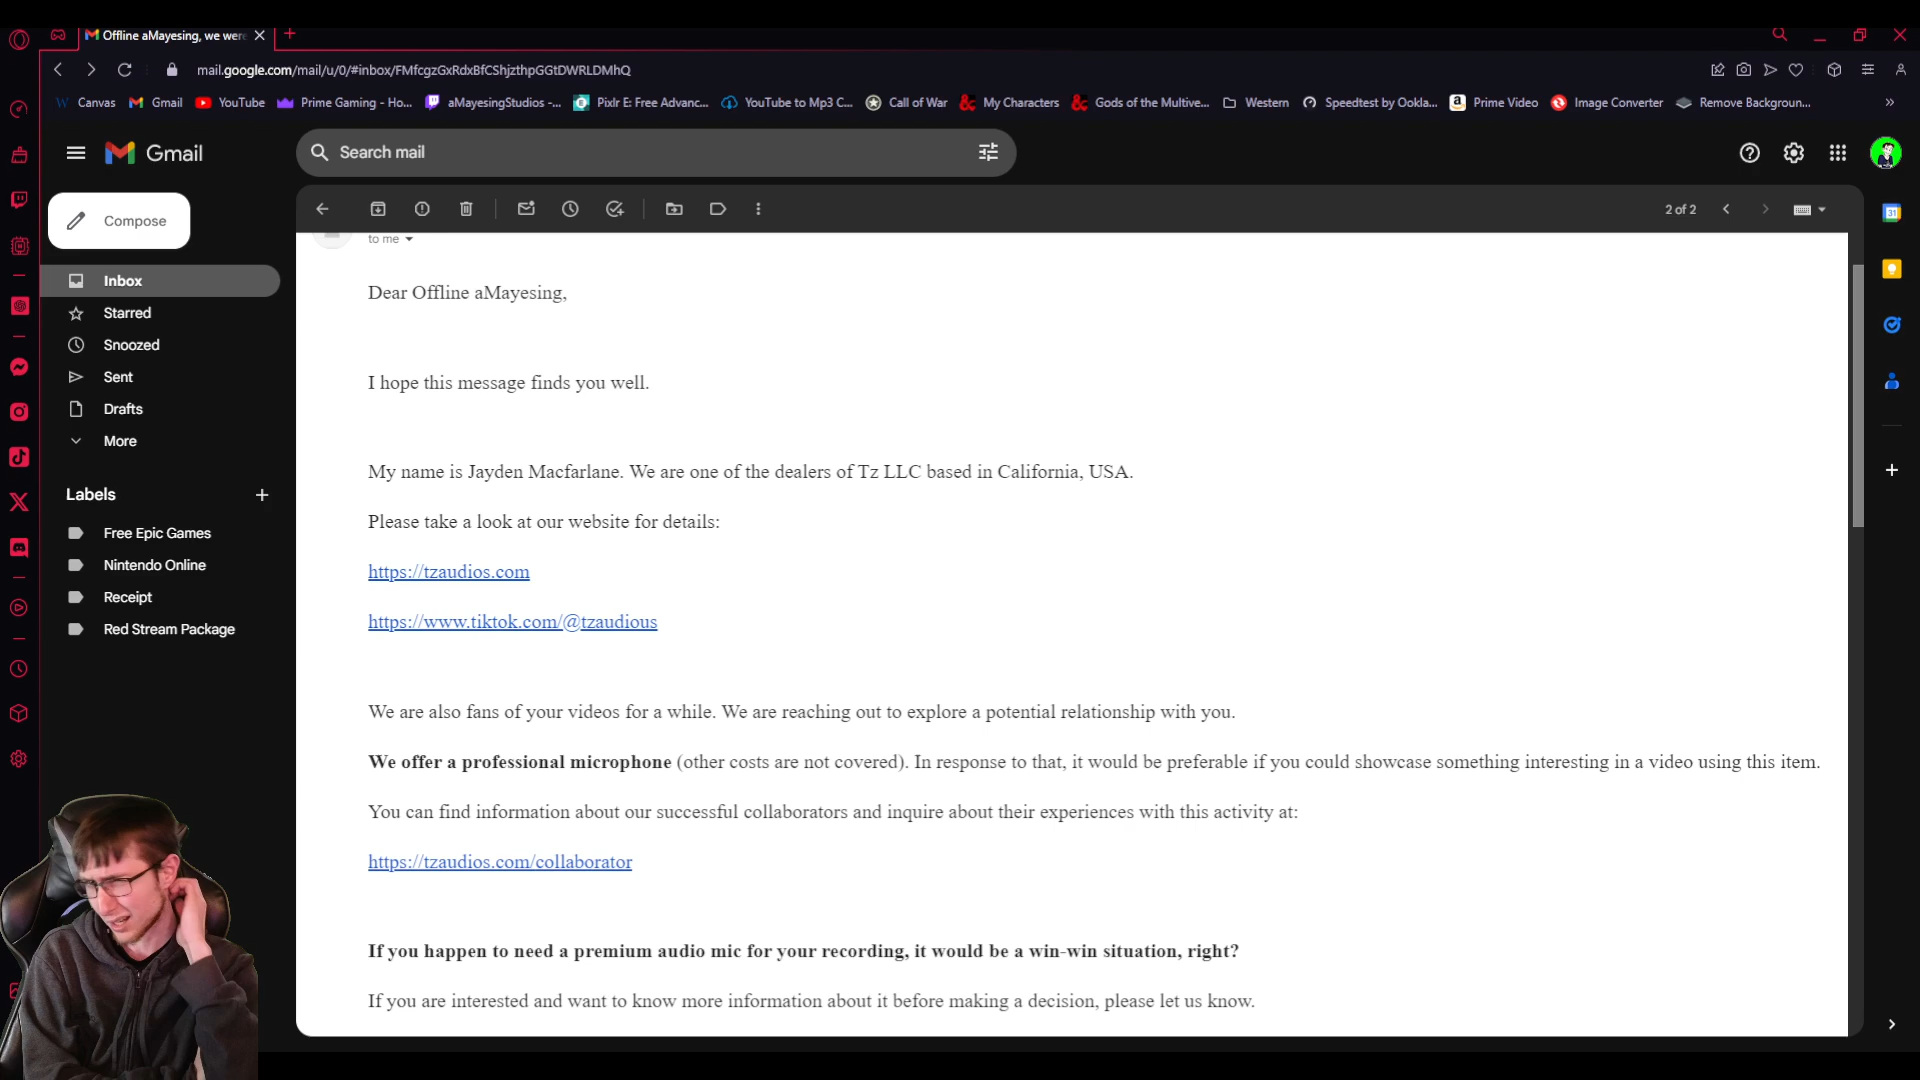 Offline aMayesing, we were
mail.google.com/mail/u/0/#inbox/FMfcgzGxRdxBfCShjzthpGGtDWRLDMhQ
Canvas
Gmail
YouTube
Prime Gaming - Ho...
aMayesingStudios -...
Pixlr E: Free Advanc...
YouTube to Mp3 C...
Call of War
My Characters
Gods of the Multive...
Western
Speedtest by Ookla...
Prime Video
Image Converter
Remove Backgroun...
Gmail
Search mail
Compose
2 of 2
Inbox
Starred
Snoozed
Sent
Drafts
More
Labels
Free Epic Games
Nintendo Online
Receipt
Red Stream Package
to me
Dear Offline aMayesing,
I hope this message finds you well.
My name is Jayden Macfarlane. We are one of the dealers of Tz LLC based in California, USA.
Please take a look at our website for details:
https://tzaudios.com
https://www.tiktok.com/@tzaudious
We are also fans of your videos for a while. We are reaching out to explore a potential relationship with you.
We offer a professional microphone (other costs are not covered). In response to that, it would be preferable if you could showcase something interesting in a video using this item.
You can find information about our successful collaborators and inquire about their experiences with this activity at:
https://tzaudios.com/collaborator
If you happen to need a premium audio mic for your recording, it would be a win-win situation, right?
If you are interested and want to know more information about it before making a decision, please let us know.